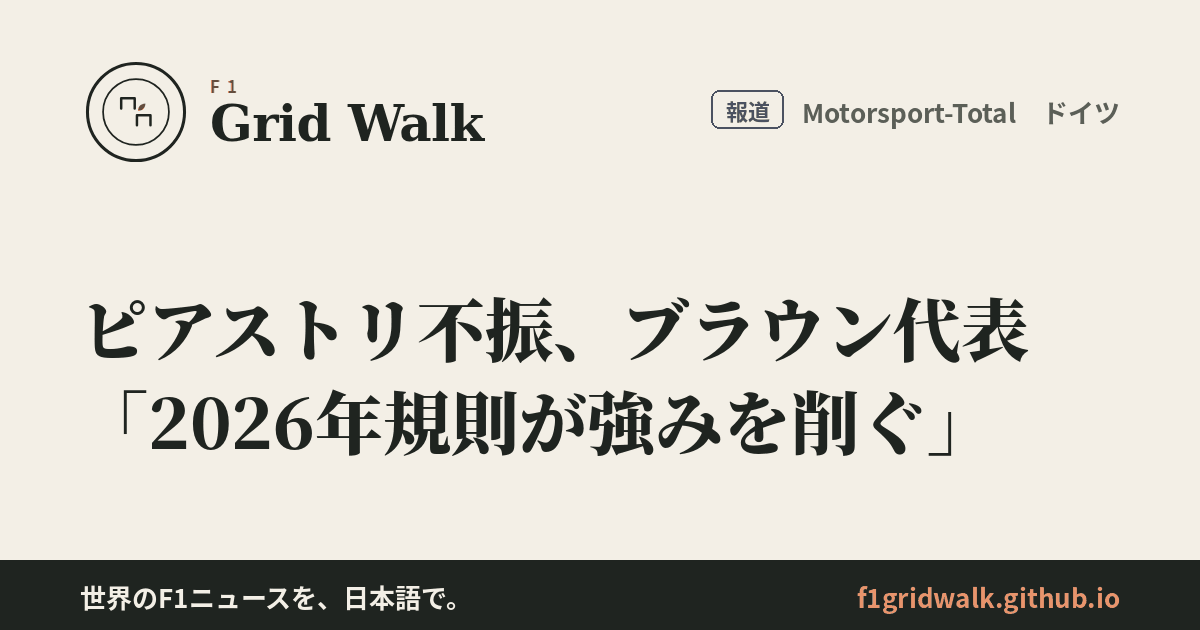 F1
Grid Walk
報道 Motorsport-Total ドイツ
ピアストリ不振、ブラウン代表
「2026年規則が強みを削ぐ」
世界のF1ニュースを、日本語で。
f1gridwalk.github.io